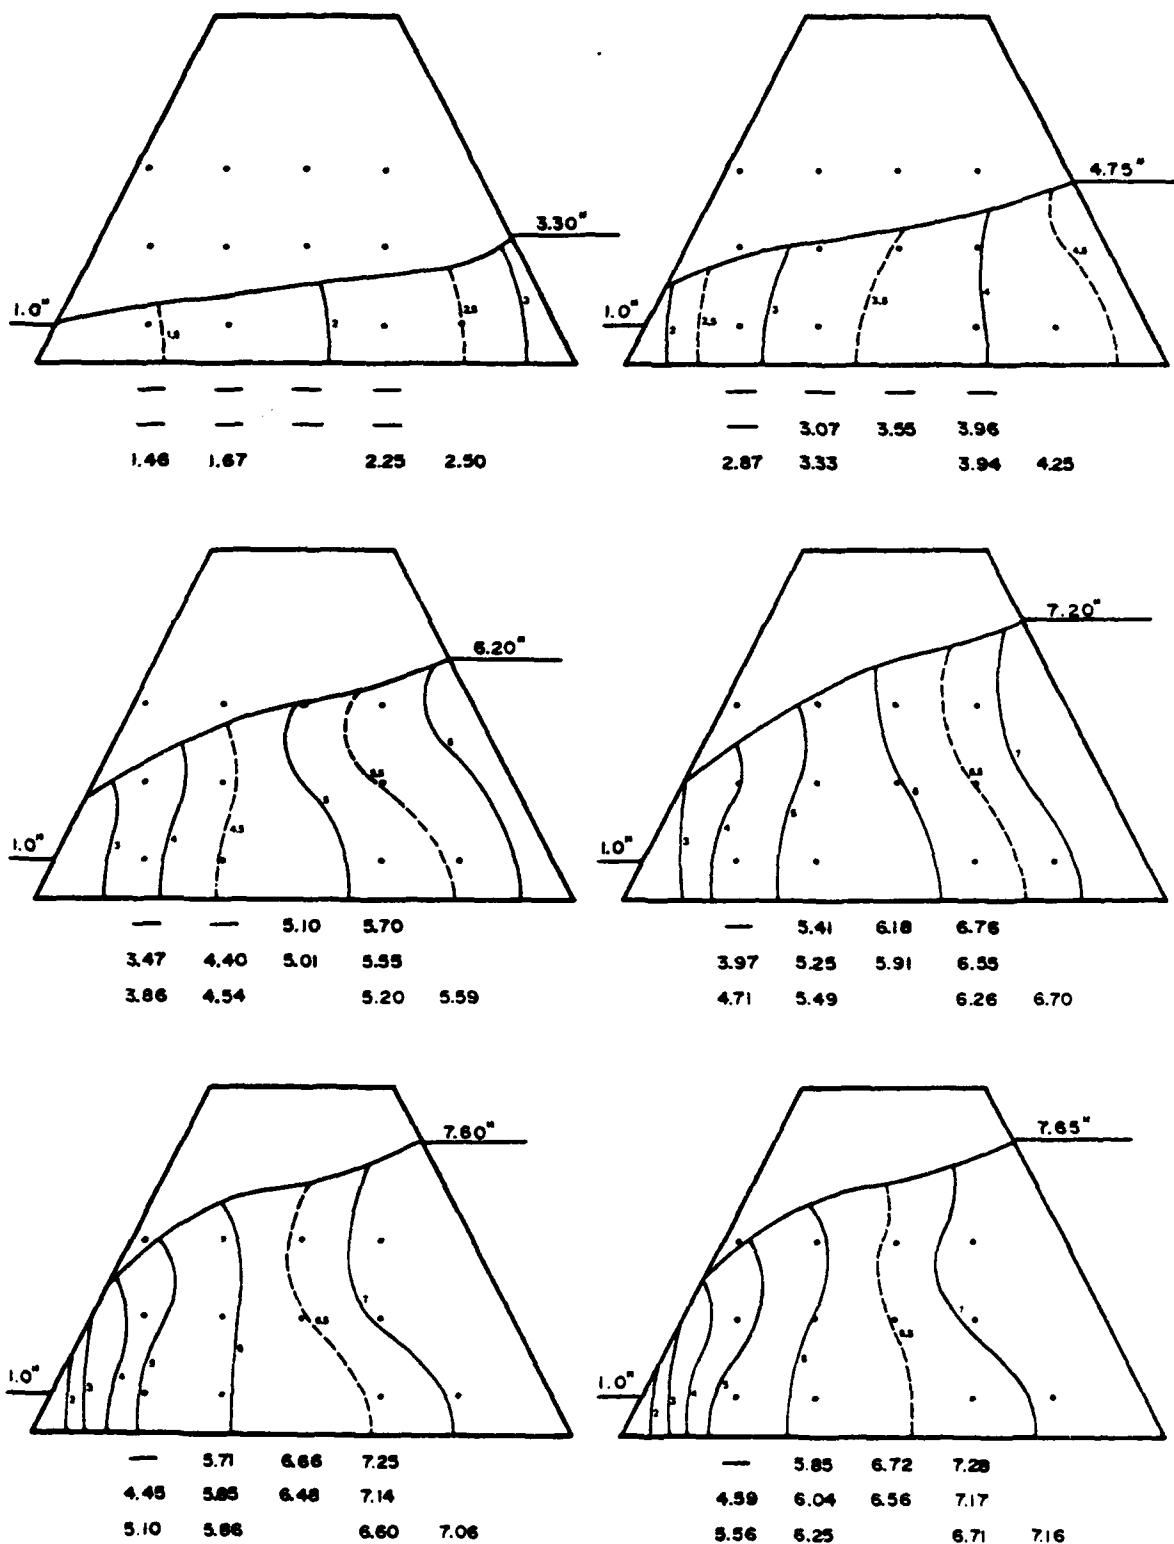 3.30"
1.0"
1.5
2
2.5
3
— — — —
— — — —
1.46 1.67 2.25 2.50
4.75"
1.0"
2
2.5
3
3.5
4
4.5
— — — —
— 3.07 3.55 3.96
2.87 3.33 3.94 4.25
6.20"
1.0"
3
4
4.5
5
5.5
6
— — 5.10 5.70
3.47 4.40 5.01 5.55
3.86 4.54 5.20 5.59
7.20"
1.0"
3
4
5
6
6.5
7
— 5.41 6.18 6.76
3.97 5.25 5.91 6.55
4.71 5.49 6.26 6.70
7.60"
1.0"
2
3
4
5
6
6.5
7
— 5.71 6.66 7.25
4.45 5.85 6.48 7.14
5.10 5.86 6.60 7.06
7.65"
1.0"
2
3
4
5
6
6.5
7
— 5.85 6.72 7.28
4.59 6.04 6.56 7.17
5.56 6.25 6.71 7.16